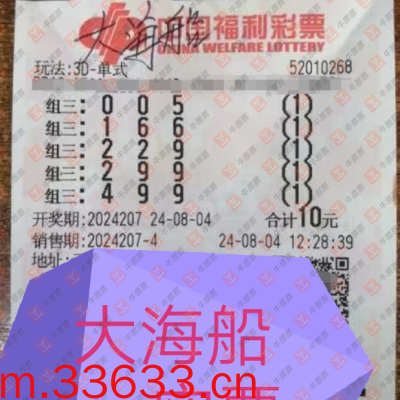 中国福利彩票
大海船
CHINA WELFARE LOTTERY
玩法:3D-单式 52010268
组三: 0 0 5 (1)
组三: 1 6 6 (1)
组三: 2 2 9 (1)
组三: 2 9 9 (1)
组三: 4 9 9 (1)
开奖期:2024207 24-08-04 合计10元
销售期:2024207-4 24-08-04 12:28:39
地址:
大海船
m.33633.cn